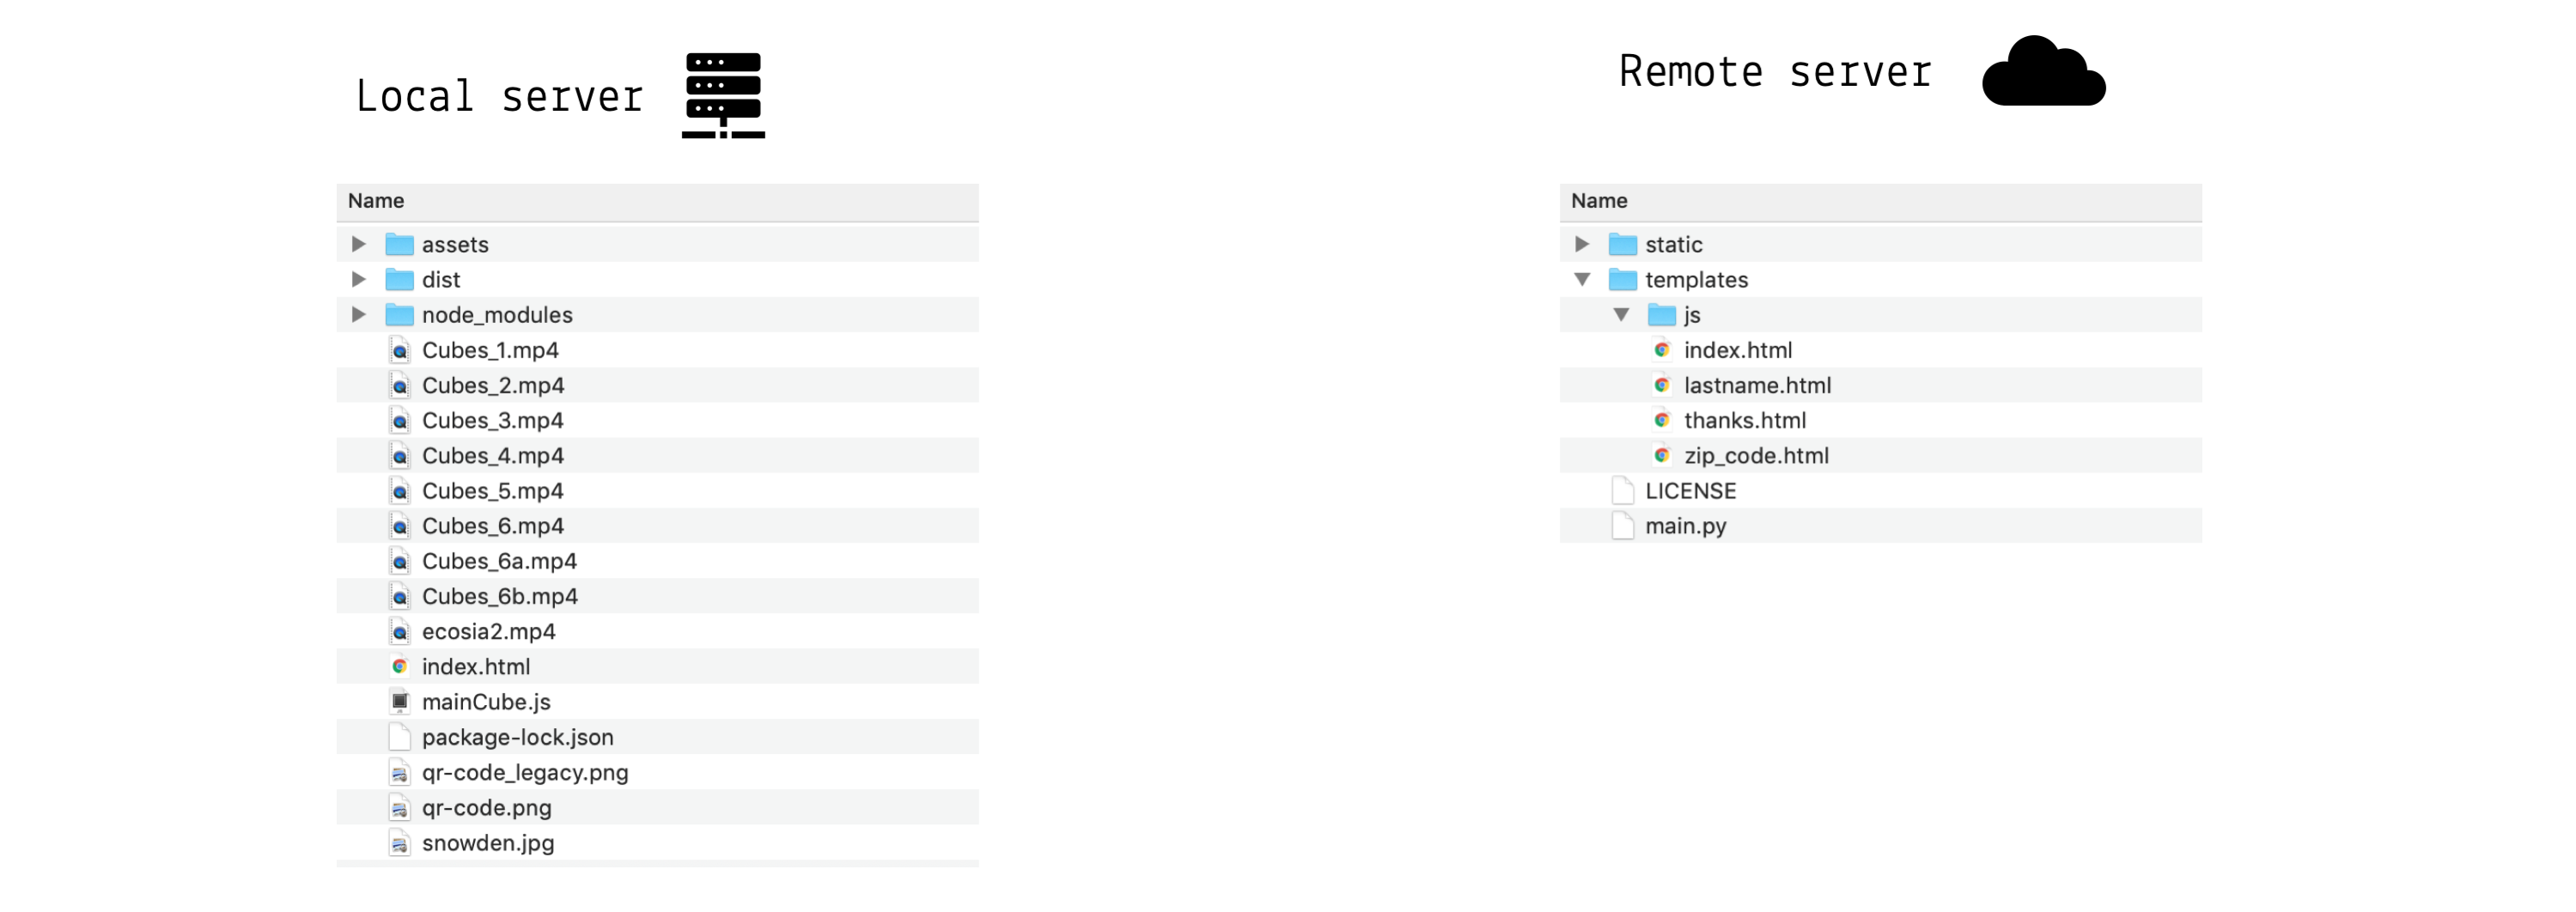 Local server
Name
assets
dist
node_modules
Cubes_1.mp4
Cubes_2.mp4
Cubes_3.mp4
Cubes_4.mp4
Cubes_5.mp4
Cubes_6.mp4
Cubes_6a.mp4
Cubes_6b.mp4
ecosia2.mp4
index.html
mainCube.js
package-lock.json
qr-code_legacy.png
qr-code.png
snowden.jpg
Remote server
Name
static
templates
js
index.html
lastname.html
thanks.html
zip_code.html
LICENSE
main.py